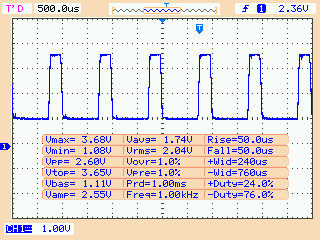 T'D 500.0us T ƒ 1 2.36V
T
1
Vmax= 3.68V Vavg= 1.74V Rise=50.0us
Vmin= 1.08V Vrms= 2.04V Fall=50.0us
Vpp= 2.60V Vovr=1.0% +Wid=240us
Vtop= 3.65V Vpre=1.0% -Wid=760us
Vbas= 1.11V Prd=1.00ms +Duty=24.0%
Vamp= 2.55V Freq=1.00kHz -Duty=76.0%
CH1 1.00V